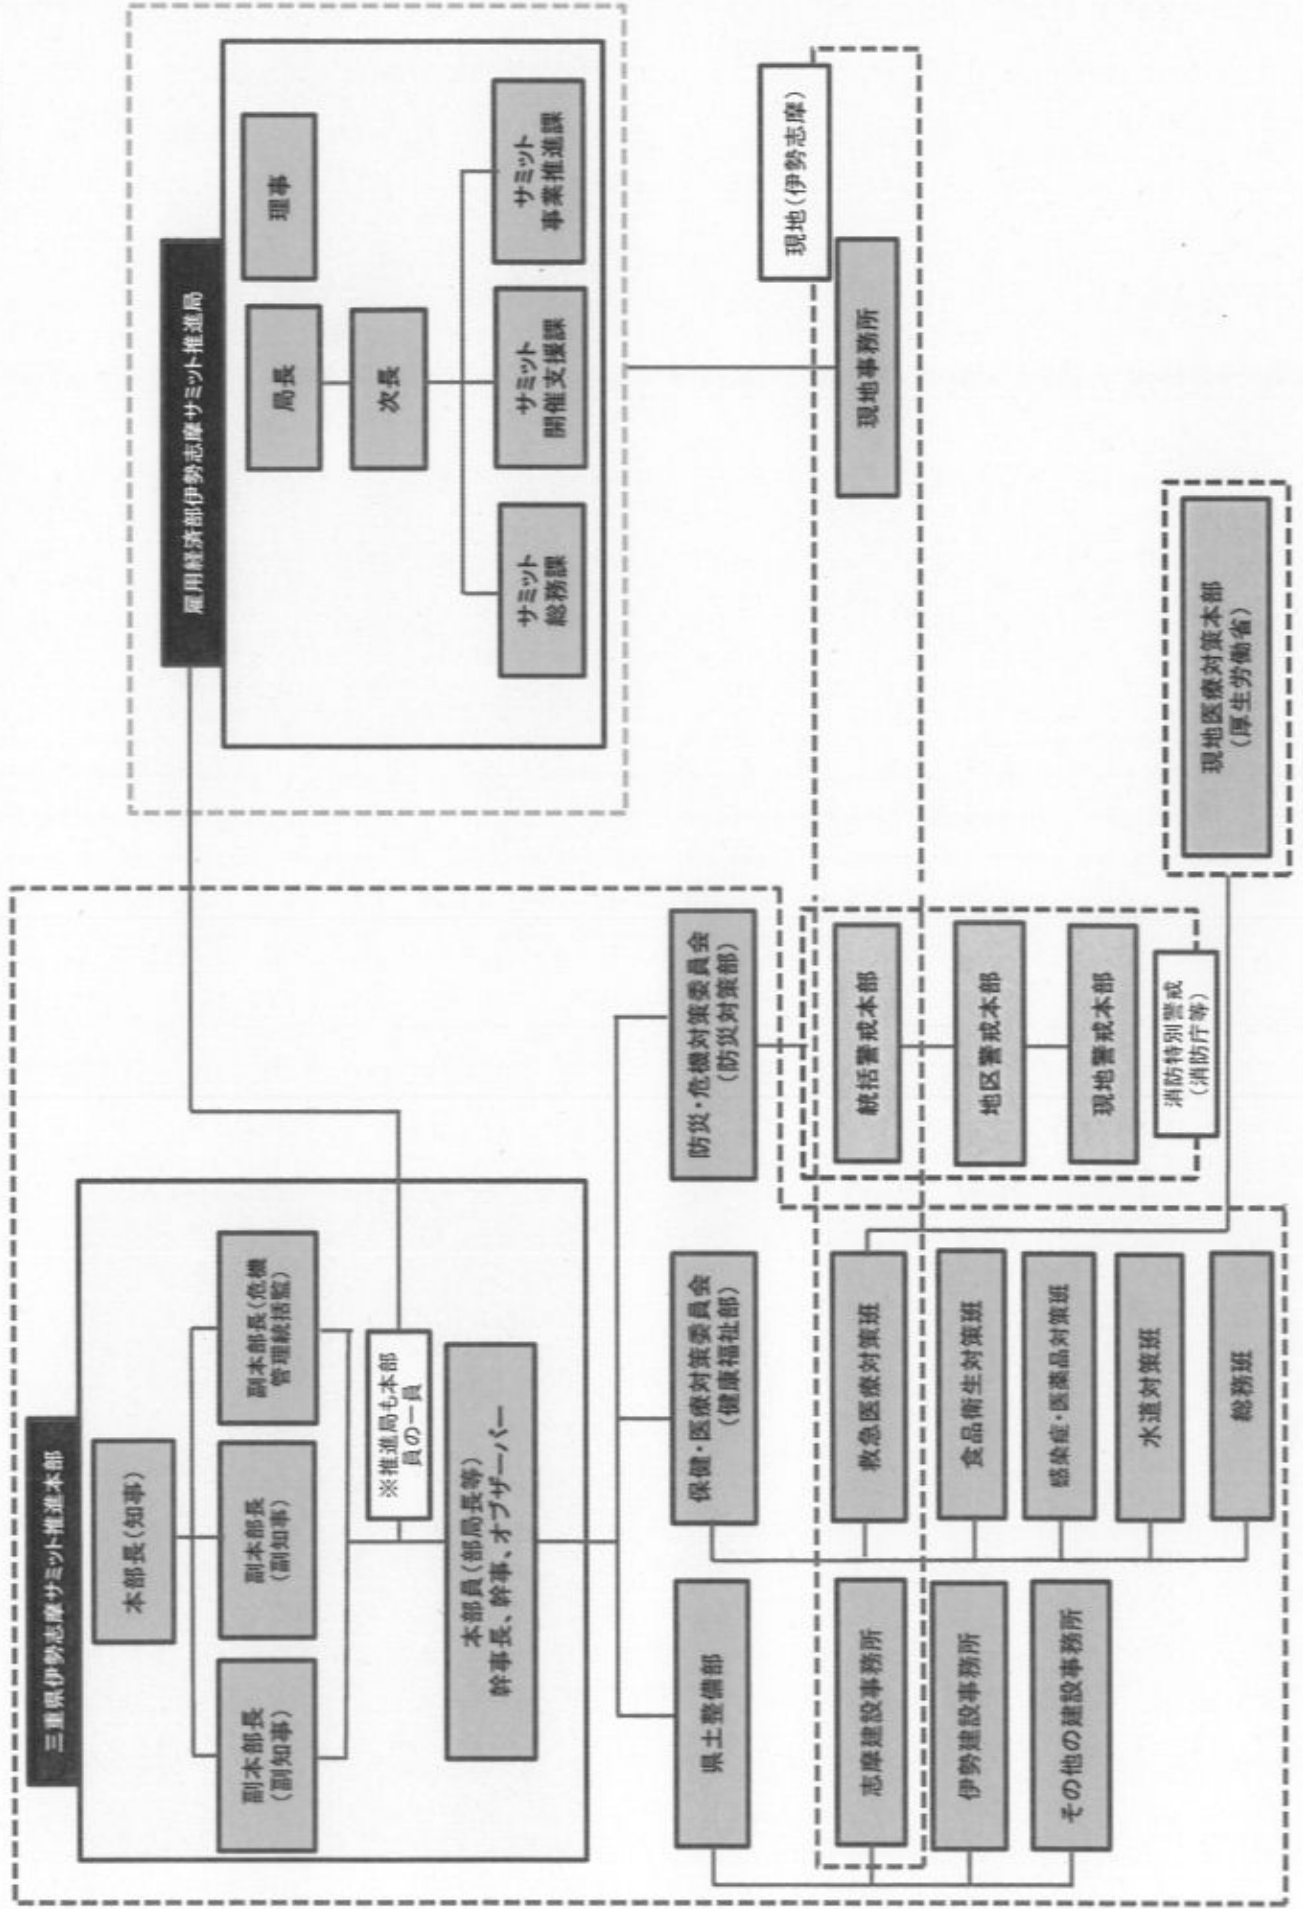 三重県伊勢志摩サミット推進本部
本部長(知事)
副本部長
(副知事)
副本部長
(副知事)
副本部長(危機
管理統括監)
※推進局も本部
員の一員
本部員(部局長等)
幹事長、幹事、オブザーバー
雇用経済部伊勢志摩サミット推進局
局長
理事
次長
サミット
総務課
サミット
開催支援課
サミット
事業推進課
県土整備部
保健・医療対策委員会
(健康福祉部)
防災・危機対策委員会
(防災対策部)
現地(伊勢志摩)
志摩建設事務所
救急医療対策班
統括警戒本部
現地事務所
伊勢建設事務所
食品衛生対策班
地区警戒本部
その他の建設事務所
感染症・医薬品対策班
現地警戒本部
水道対策班
消防特別警戒
(消防庁等)
総務班
現地医療対策本部
(厚生労働省)